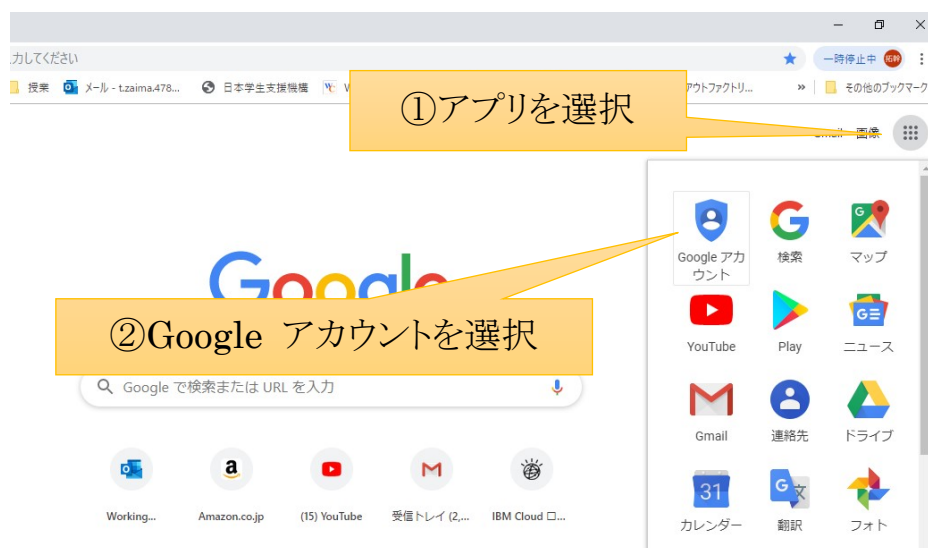 力してください
一時停止中
授業
メール - t.zaima.478...
日本学生支援機構
アウトファクトリ...
»
その他のブックマーク
①アプリを選択
画像
Google アカ
ウント
検索
マップ
Google
②Google アカウントを選択
YouTube
Play
ニュース
Google で検索または URL を入力
Gmail
連絡先
ドライブ
31
カレンダー
翻訳
フォト
Working...
Amazon.co.jp
(15) YouTube
受信トレイ (2,...
IBM Cloud ロ...